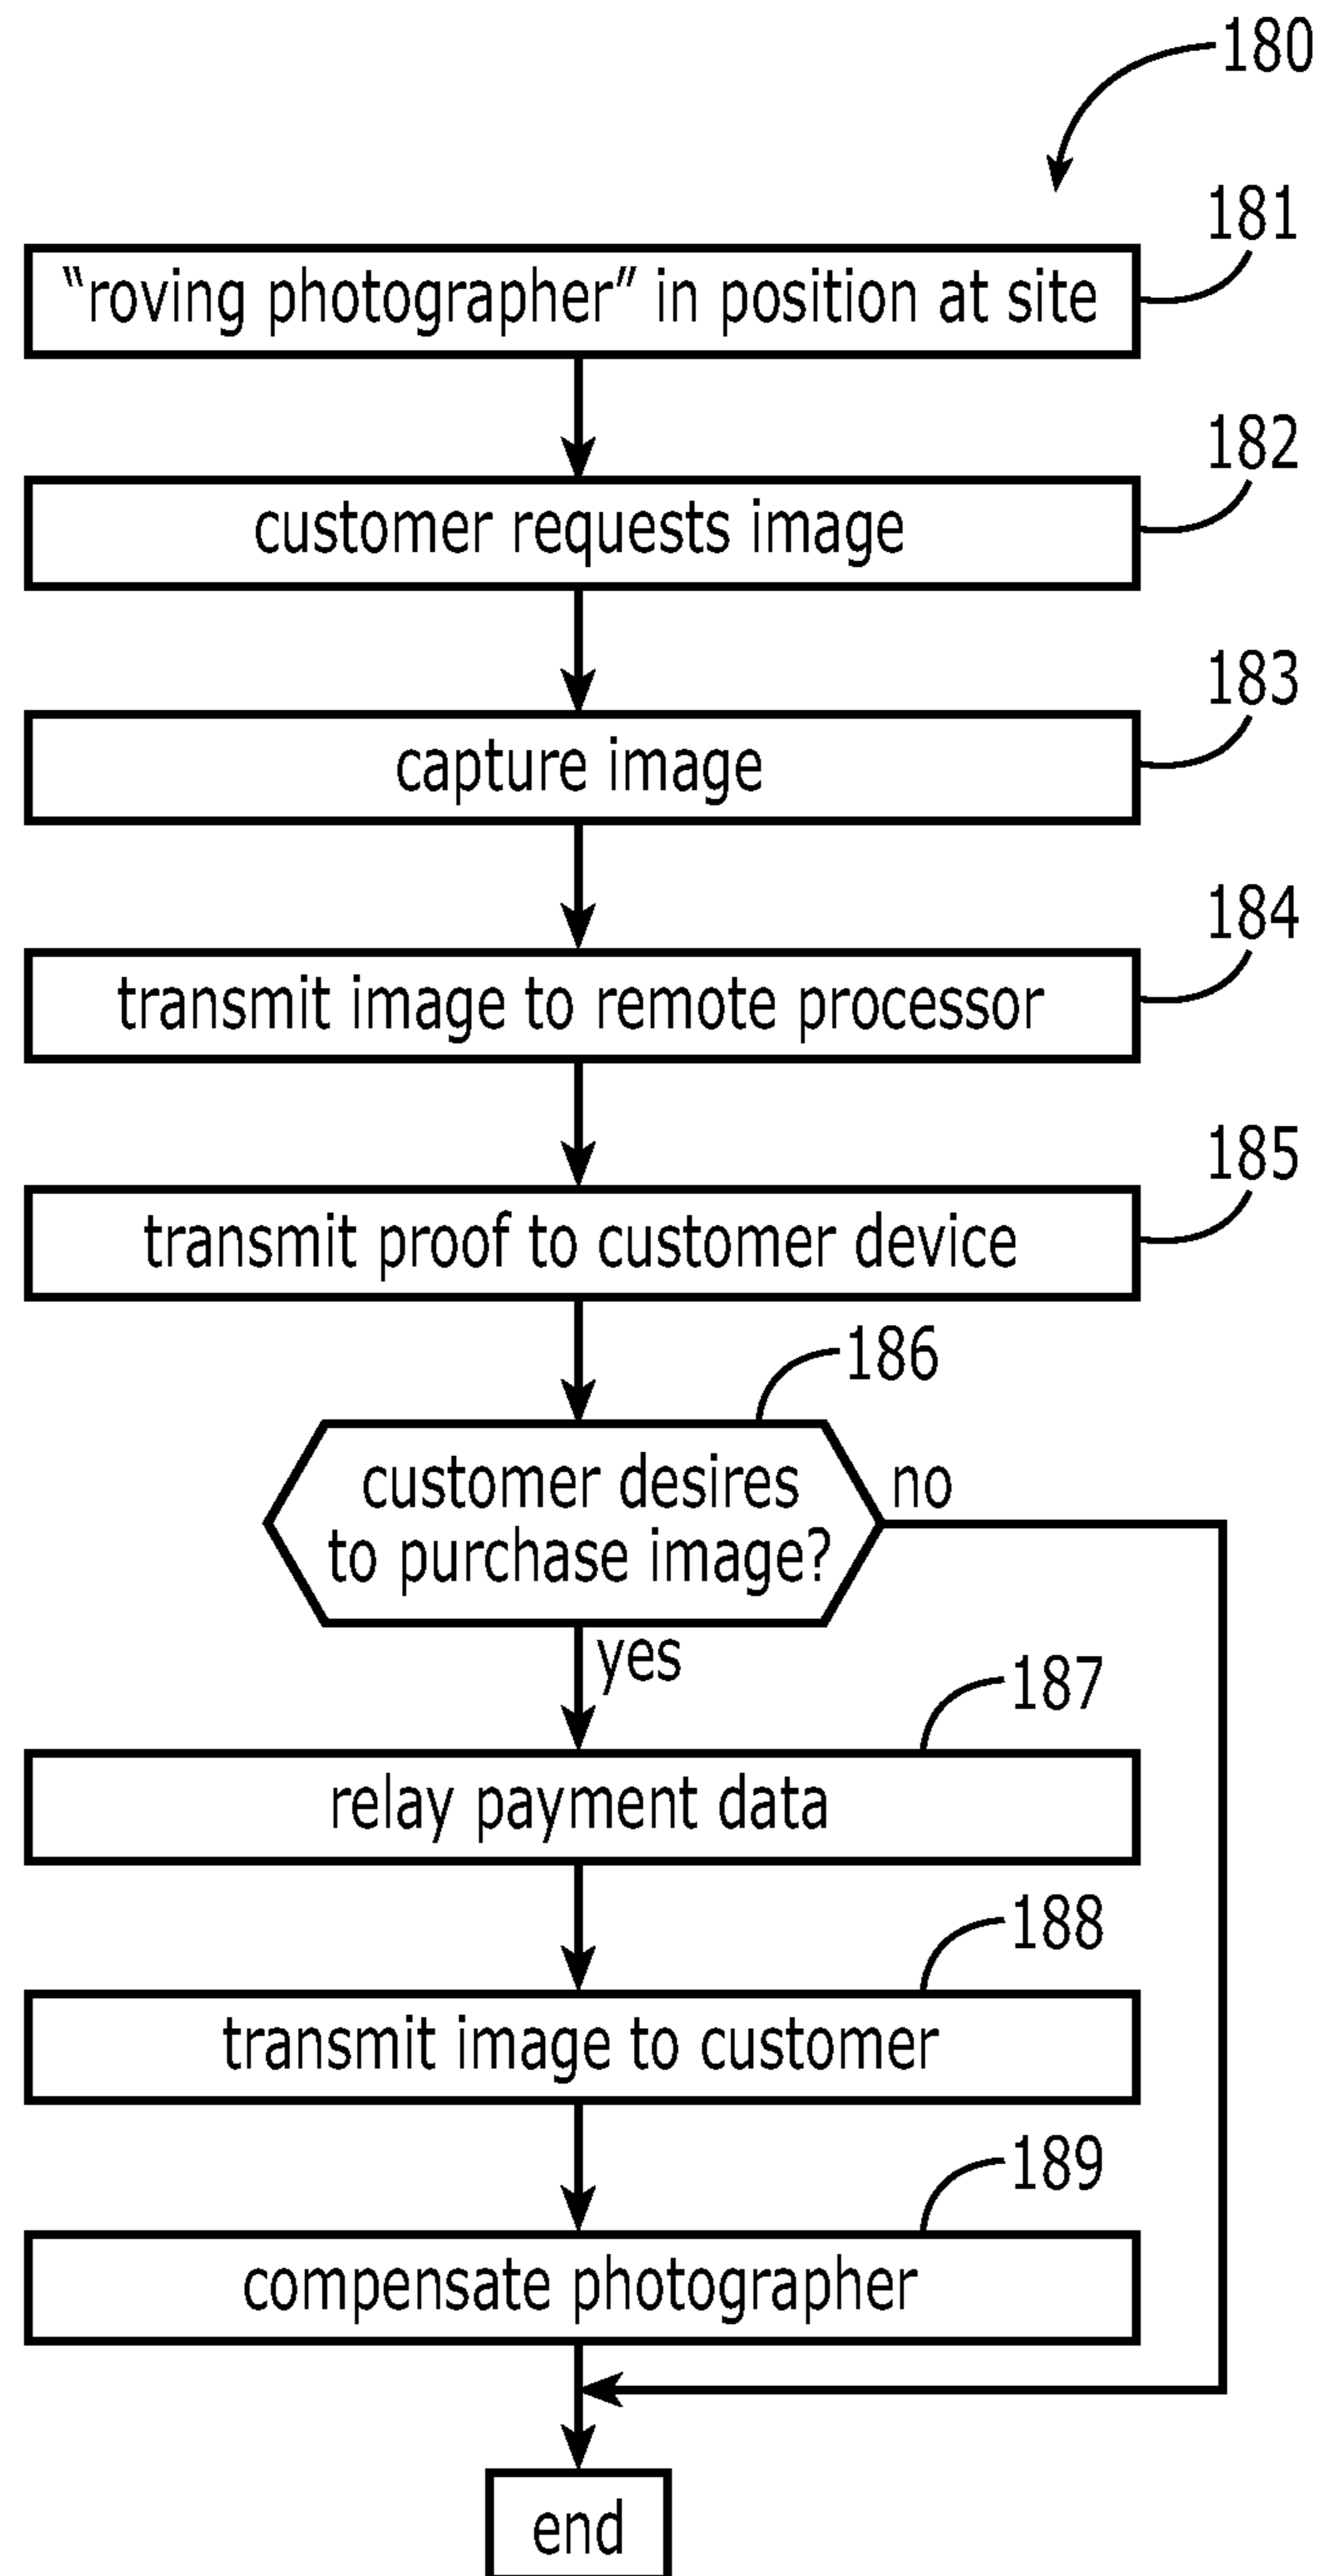 180
181
“roving photographer” in position at site
182
customer requests image
183
capture image
184
transmit image to remote processor
185
transmit proof to customer device
186
customer desires
to purchase image?
no
yes
187
relay payment data
188
transmit image to customer
189
compensate photographer
end